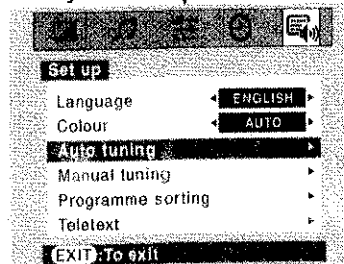 Set up
Language ENGLISH
Colour AUTO
Auto tuning
Manual tuning
Programme sorting
Teletext
EXIT:To exit